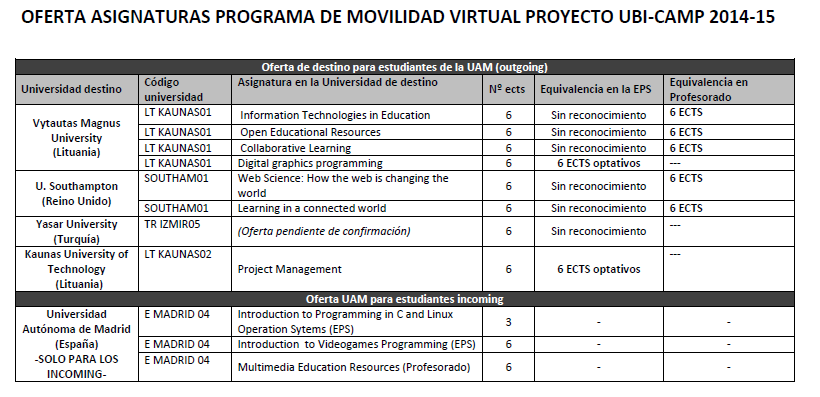 OFERTA ASIGNATURAS PROGRAMA DE MOVILIDAD VIRTUAL PROYECTO UBI-CAMP 2014-15
Oferta de destino para estudiantes de la UAM (outgoing)
Universidad destino
Código
universidad
Asignatura en la Universidad de destino
Nº ects
Equivalencia en la EPS
Equivalencia en
Profesorado
Vytautas Magnus
University
(Lituania)
LT KAUNAS01 Information Technologies in Education 6 Sin reconocimiento 6 ECTS
LT KAUNAS01 Open Educational Resources 6 Sin reconocimiento 6 ECTS
LT KAUNAS01 Collaborative Learning 6 Sin reconocimiento 6 ECTS
LT KAUNAS01 Digital graphics programming 6 6 ECTS optativos ---
U. Southampton
(Reino Unido)
SOUTHAM01 Web Science: How the web is changing the
world
6 Sin reconocimiento 6 ECTS
SOUTHAM01 Learning in a connected world 6 Sin reconocimiento 6 ECTS
Yasar University
(Turquía)
TR IZMIR05 (Oferta pendiente de confirmación) 6 Sin reconocimiento ---
Kaunas University of
Technology
(Lituania)
LT KAUNAS02 Project Management 6 6 ECTS optativos ---
Oferta UAM para estudiantes incoming
Universidad
Autónoma de Madrid
(España)
-SOLO PARA LOS
INCOMING-
E MADRID 04 Introduction to Programming in C and Linux
Operation Sytems (EPS)
3 - -
E MADRID 04 Introduction to Videogames Programming (EPS) 6 - -
E MADRID 04 Multimedia Education Resources (Profesorado) 6 - -